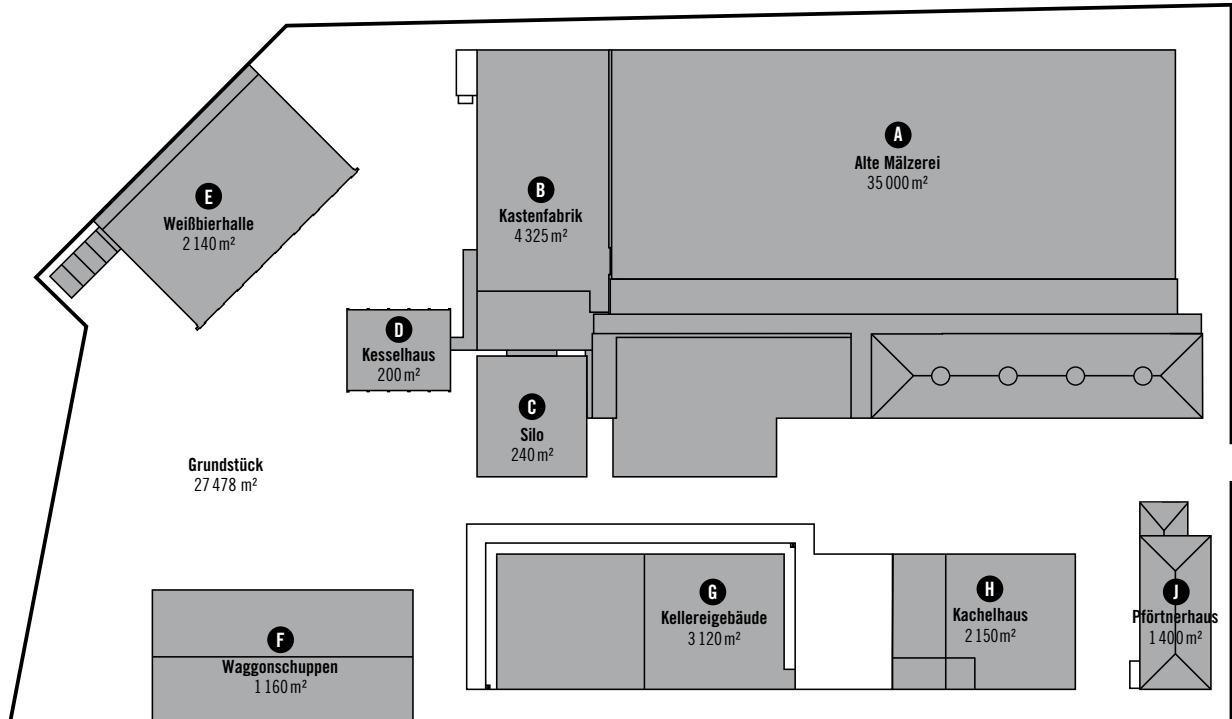 A
Alte Mälzerei
35 000 m²
B
Kastenfabrik
4 325 m²
E
Weißbierhalle
2 140 m²
D
Kesselhaus
200 m²
C
Silo
240 m²
Grundstück
27 478 m²
F
Waggonschuppen
1 160 m²
G
Kellereigebäude
3 120 m²
H
Kachelhaus
2 150 m²
J
Pförtnerhaus
1 400 m²